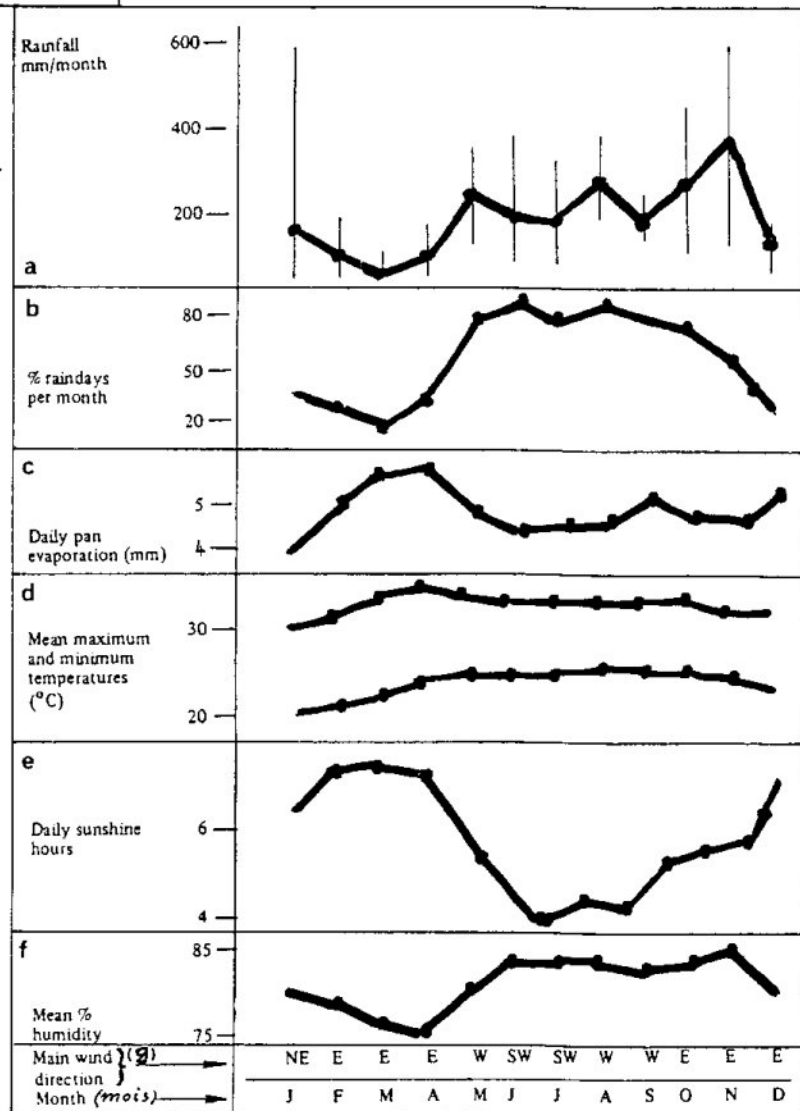 Rainfall
mm/month
600
400
200
a
b
80
50
20
% raindays
per month
c
5
4
Daily pan
evaporation (mm)
d
30
20
Mean maximum
and minimum
temperatures
(°C)
e
6
4
Daily sunshine
hours
f
85
75
Mean %
humidity
Main wind }(g)
direction }
NE E E E W SW SW W W E E E
Month (mois)
J F M A M J J A S O N D